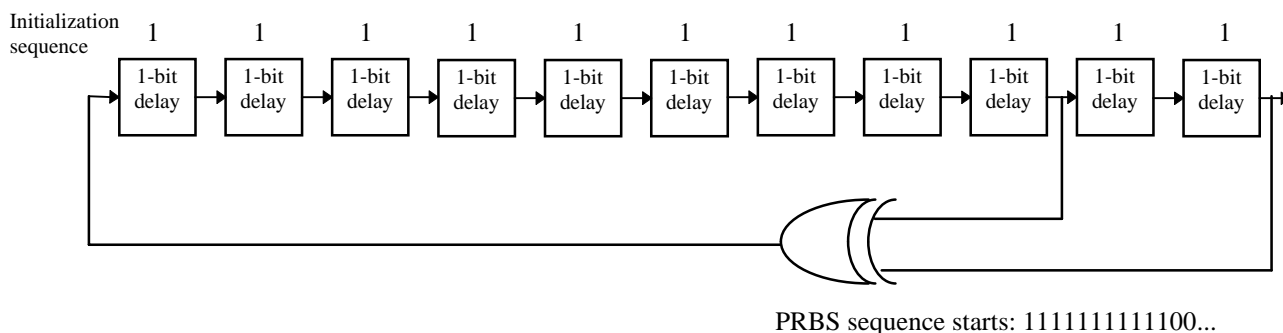 Initialization
sequence
1 1 1 1 1 1 1 1 1 1 1
1-bit 1-bit 1-bit 1-bit 1-bit 1-bit 1-bit 1-bit 1-bit 1-bit 1-bit
delay delay delay delay delay delay delay delay delay delay delay
PRBS sequence starts: 1111111111100...